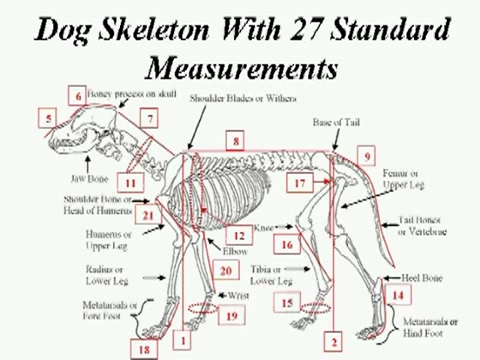 Dog Skeleton With 27 Standard
Measurements
6
Boney process on skull
5
7
Shoulder Blades or Withers
8
Base of Tail
9
Jaw Bone
11
17
Femur or
Upper Leg
Shoulder Bone or
Head of Humerus
21
12
Knee
Tail Bones
or Vertebrae
Humerus or
Upper Leg
16
Elbow
Radius or
Lower Leg
20
Tibia or
Lower Leg
Heel Bone
Wrist
14
Metatarsals or
Fore Foot
19
15
Metatarsals or
Hind Foot
18
1
2